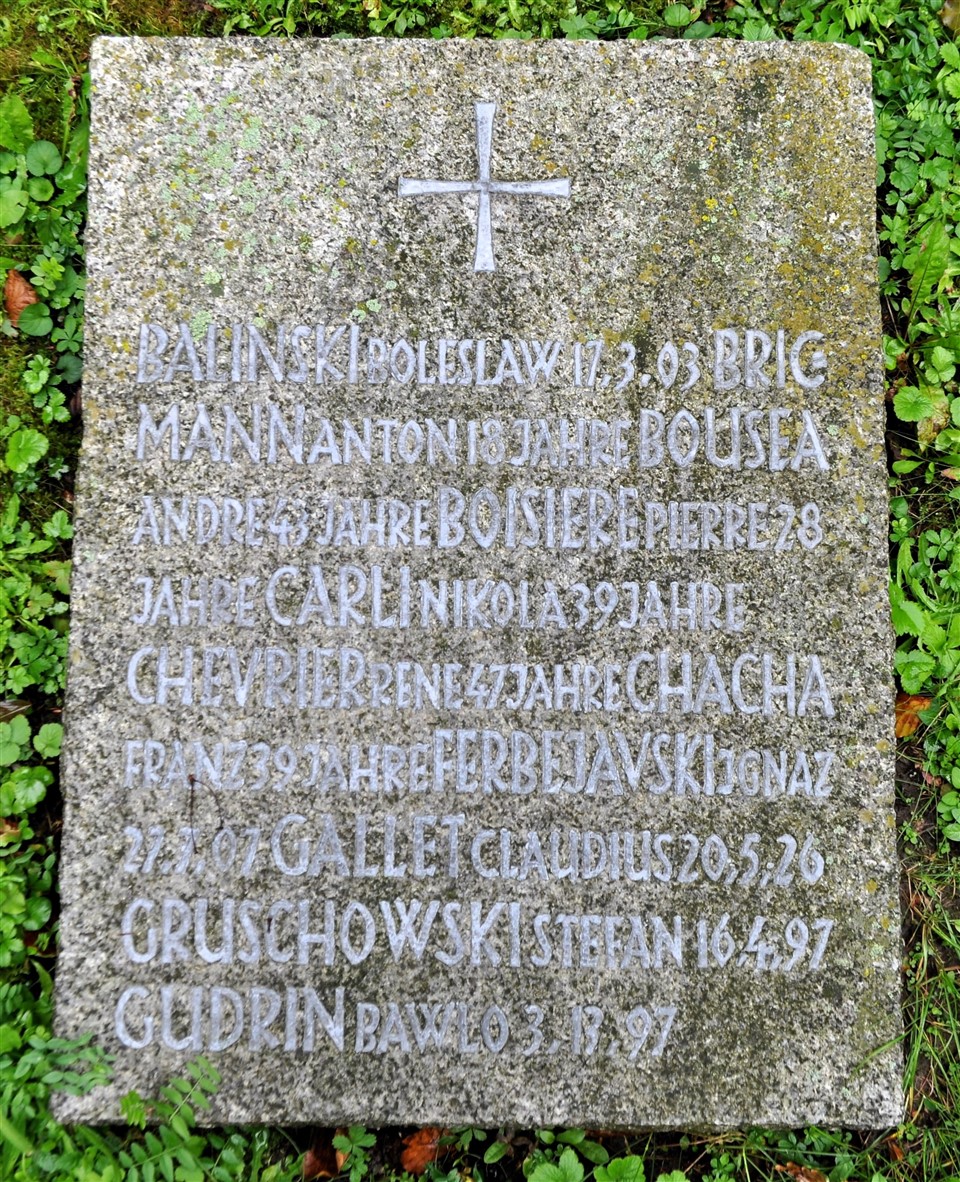 BALINSKI BOLESLAW 17.3.03 BRIG-
MANN ANTON 18 JAHRE BOUSEA
ANDRE 43 JAHRE BOISIERE PIERRE 28
JAHRE CARLI NIKOLA 39 JAHRE
CHEVRIER RENE 47 JAHRE CHACHA
FRANZ 39 JAHRE FERBEJAVSKI IGNAZ
27.7.07 GALLET CLAUDIUS 20.5.26
GRUSCHOWSKI STEFAN 16.4.97
GUDRIN BAWLO 3.13.97